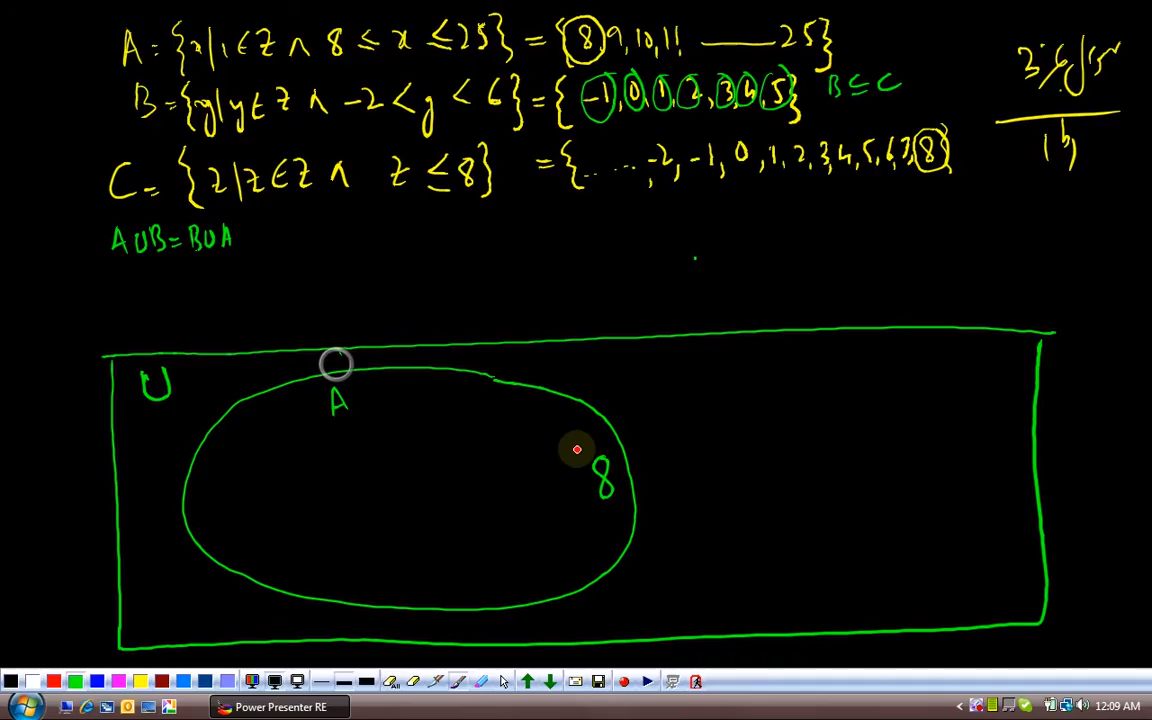 A = {x|x ∈ Z ∧ 8 ≤ x ≤ 25} = {8, 9, 10, 11, ——— 25}
B = {y|y ∈ Z ∧ -2 < y < 6} = {-1, 0, 1, 2, 3, 4, 5} B ⊆ C
C = {z|z ∈ Z ∧ z ≤ 8} = {......, -2, -1, 0, 1, 2, 3, 4, 5, 6, 7, 8}
A ∪ B = B ∪ A
U
A
8
Power Presenter RE
12:09 AM